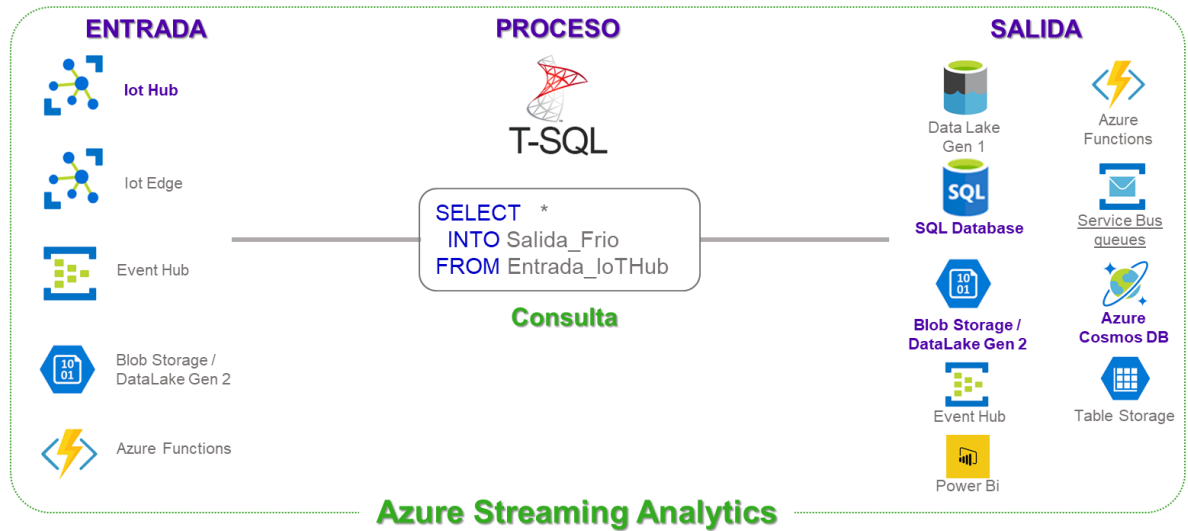 ENTRADA
Iot Hub
Iot Edge
Event Hub
Blob Storage /
DataLake Gen 2
Azure Functions
PROCESO
T-SQL
SELECT *
INTO Salida_Frio
FROM Entrada_IoTHub
Consulta
SALIDA
Data Lake
Gen 1
Azure
Functions
SQL
SQL Database
Service Bus
queues
10
01
Blob Storage /
DataLake Gen 2
Azure
Cosmos DB
Event Hub
Table Storage
Power Bi
10
01
Azure Streaming Analytics